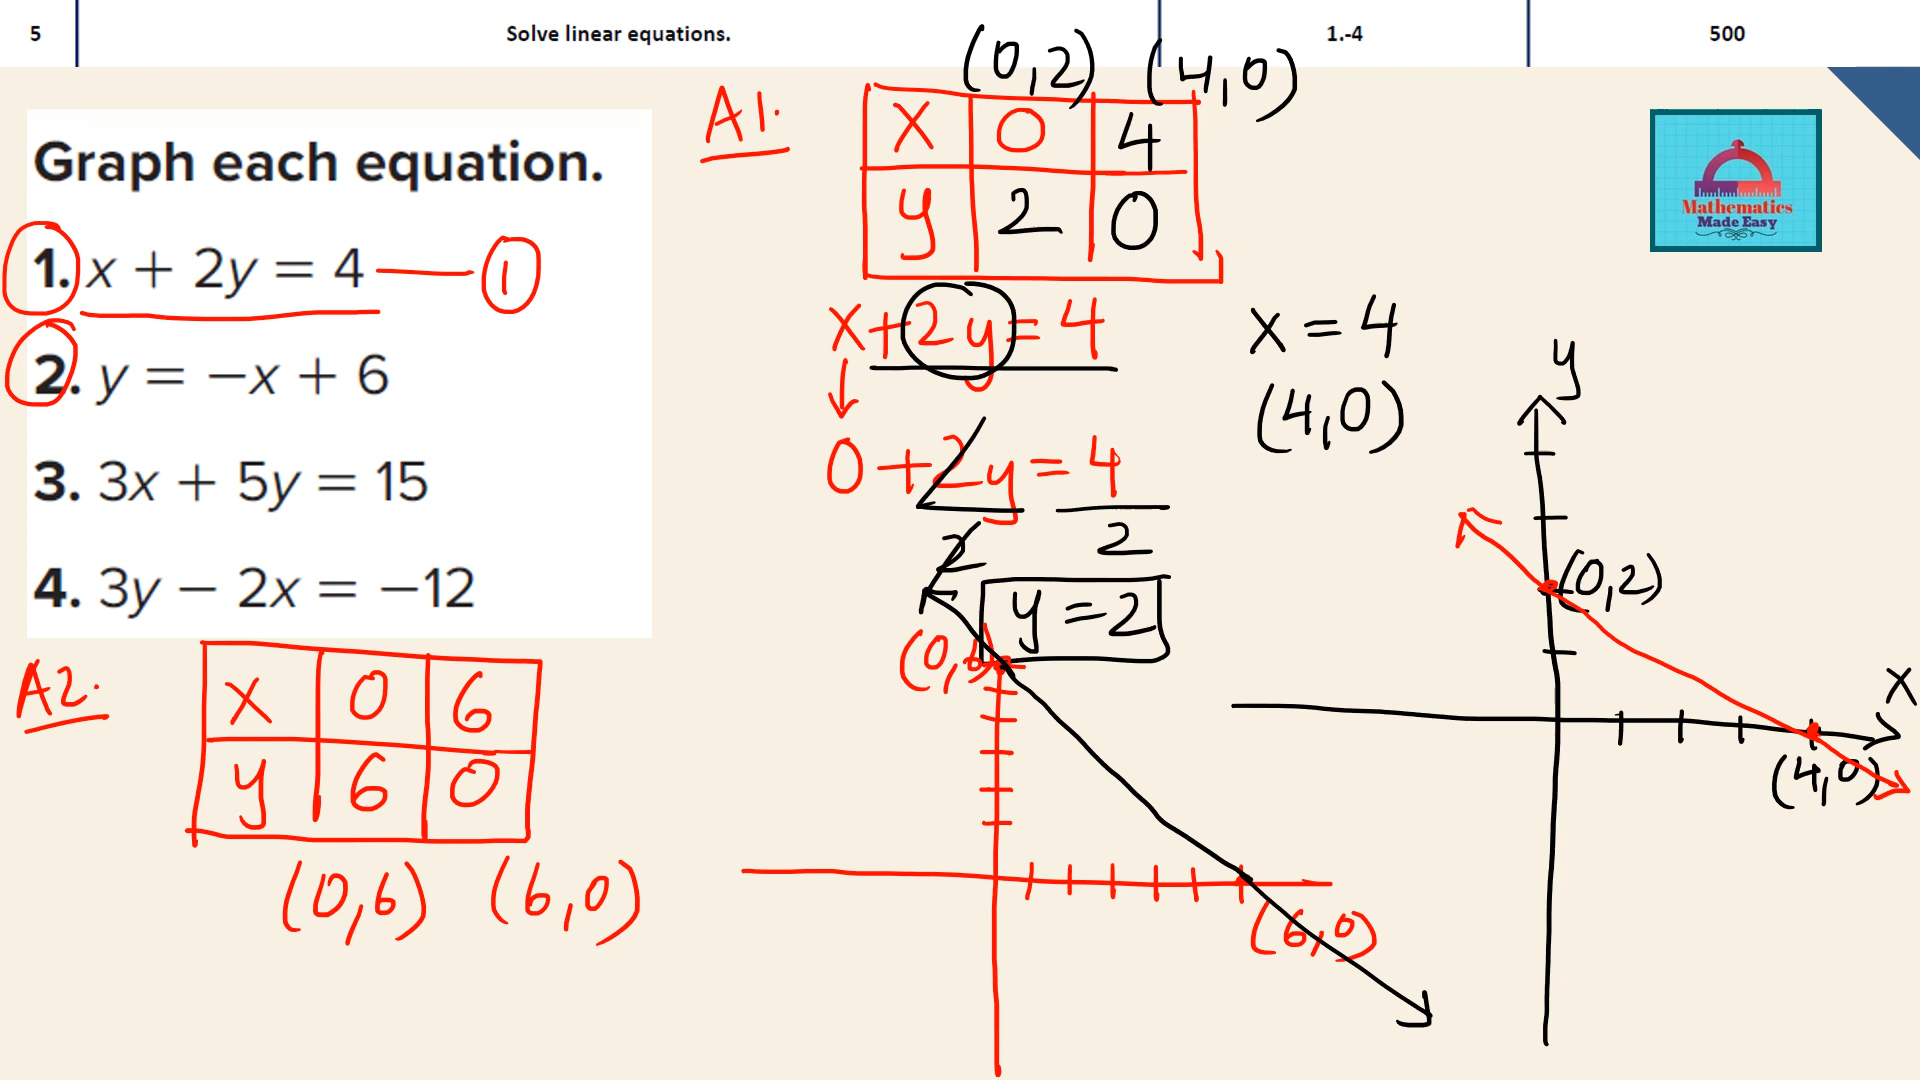 5 Solve linear equations. 1.-4 500
Graph each equation.
1. x + 2y = 4 ①
2. y = −x + 6
3. 3x + 5y = 15
4. 3y − 2x = −12
A1.
(0,2) (4,0)
x 0 4
y 2 0
x+2y=4
0+2y=4
2 2
y=2
x=4
(4,0)
y
x
(0,2)
(4,0)
A2.
x 0 6
y 6 0
(0,6) (6,0)
(0,6)
(6,0)
Mathematics
Made Easy